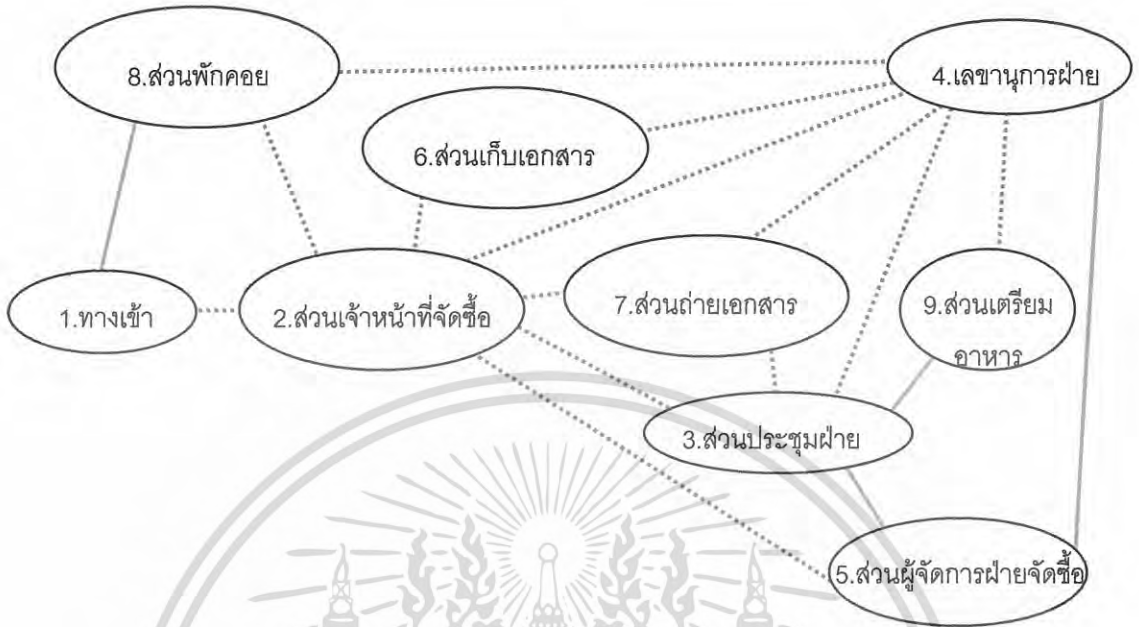 8.ส่วนพักคอย
4.เลขานุการฝ่าย
6.ส่วนเก็บเอกสาร
1.ทางเข้า
2.ส่วนเจ้าหน้าที่จัดซื้อ
7.ส่วนถ่ายเอกสาร
9.ส่วนเตรียม
อาหาร
3.ส่วนประชุมฝ่าย
5.ส่วนผู้จัดการฝ่ายจัดซื้อ